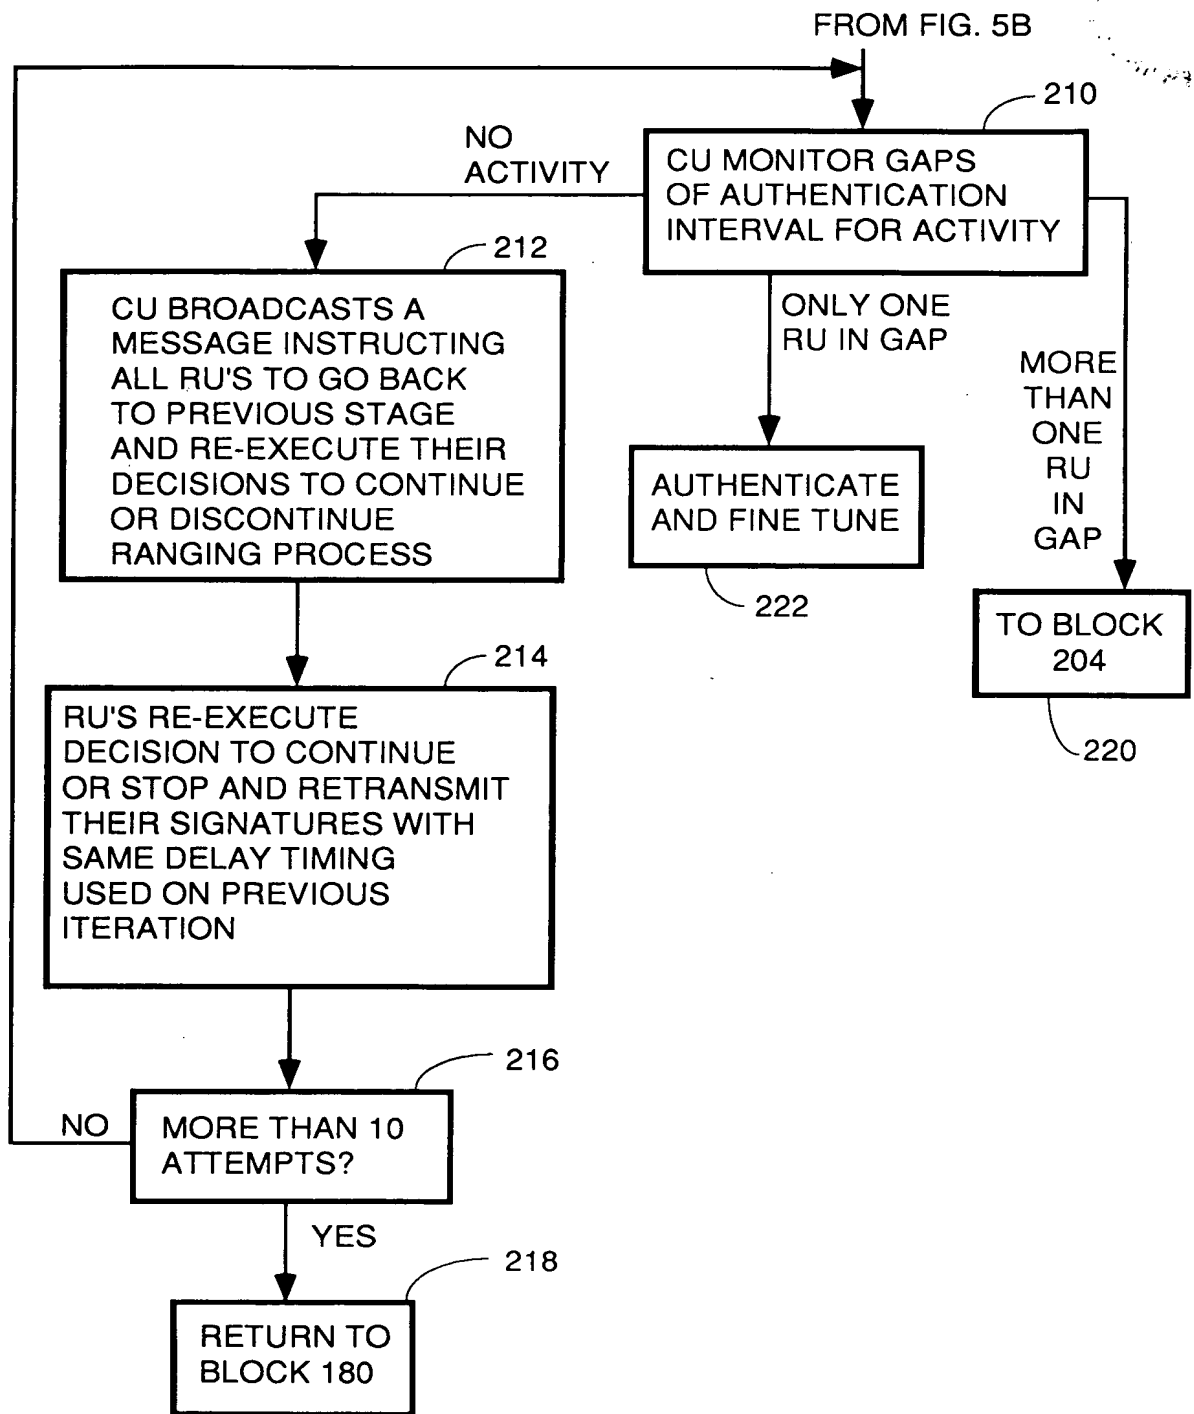 FROM FIG. 5B
210
NO
ACTIVITY
CU MONITOR GAPS
OF AUTHENTICATION
INTERVAL FOR ACTIVITY
212
CU BROADCASTS A
MESSAGE INSTRUCTING
ALL RU'S TO GO BACK
TO PREVIOUS STAGE
AND RE-EXECUTE THEIR
DECISIONS TO CONTINUE
OR DISCONTINUE
RANGING PROCESS
ONLY ONE
RU IN GAP
MORE
THAN
ONE
RU
IN
GAP
AUTHENTICATE
AND FINE TUNE
222
TO BLOCK
204
220
214
RU'S RE-EXECUTE
DECISION TO CONTINUE
OR STOP AND RETRANSMIT
THEIR SIGNATURES WITH
SAME DELAY TIMING
USED ON PREVIOUS
ITERATION
216
NO
MORE THAN 10
ATTEMPTS?
YES
218
RETURN TO
BLOCK 180